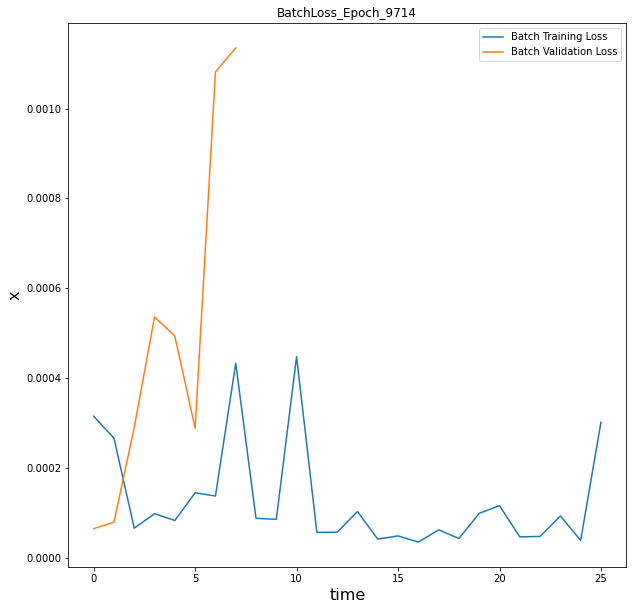 BatchLoss_Epoch_9714
Batch Training Loss
Batch Validation Loss
0.0010
0.0008
0.0006
0.0004
0.0002
0.0000
x
0 5 10 15 20 25
time